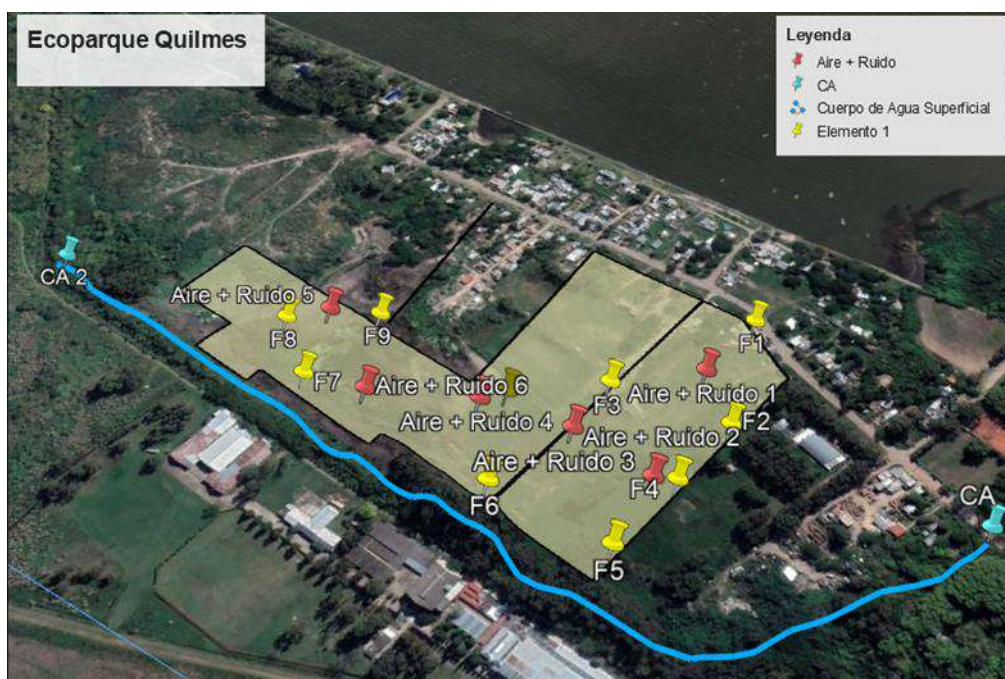 Ecoparque Quilmes
Leyenda
Aire + Ruido
CA
Cuerpo de Agua Superficial
Elemento 1
CA 2
Aire + Ruido 5
F8
F9
F1
F7
Aire + Ruido 6
F3
Aire + Ruido 1
Aire + Ruido 4
F2
Aire + Ruido 2
Aire + Ruido 3
F4
F6
CA
F5